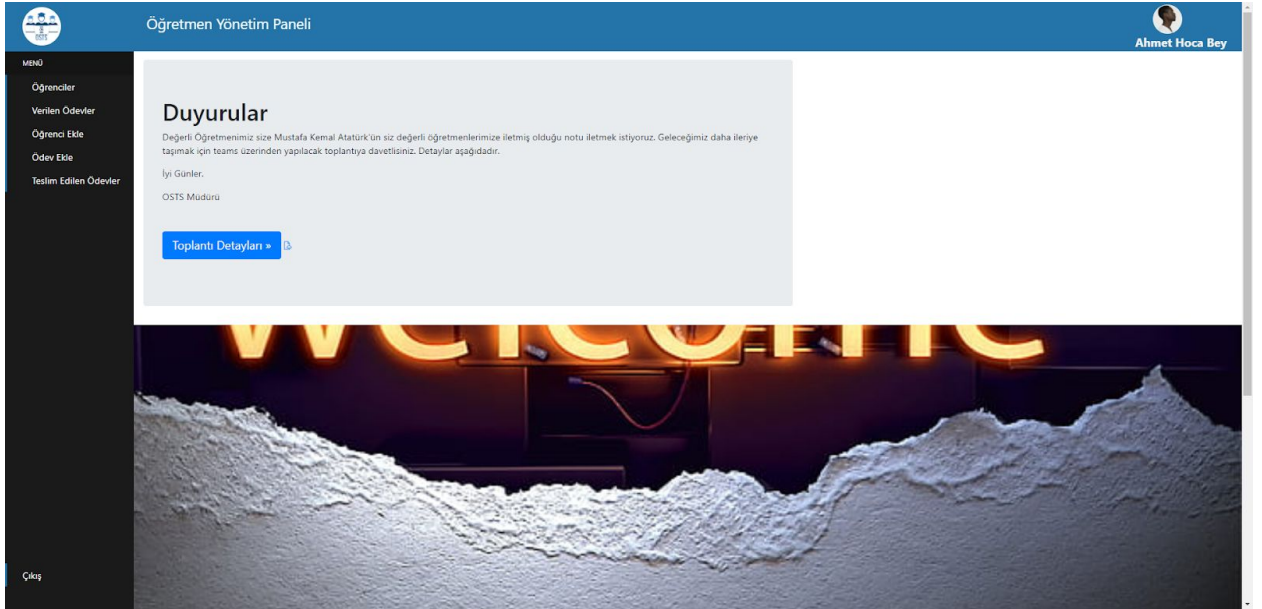 Öğretmen Yönetim Paneli
Ahmet Hoca Bey
MENÜ
Öğrenciler
Verilen Ödevler
Öğrenci Ekle
Ödev Ekle
Teslim Edilen Ödevler
Çıkış
Duyurular
Değerli Öğretmenimiz size Mustafa Kemal Atatürk'ün siz değerli öğretmenlerimize iletmiş olduğu notu iletmek istiyoruz. Geleceğimiz daha ileriye
taşımak için teams üzerinden yapılacak toplantıya davetlisiniz. Detaylar aşağıdadır.
İyi Günler.
OSTS Müdürü
Toplantı Detayları »
welcome